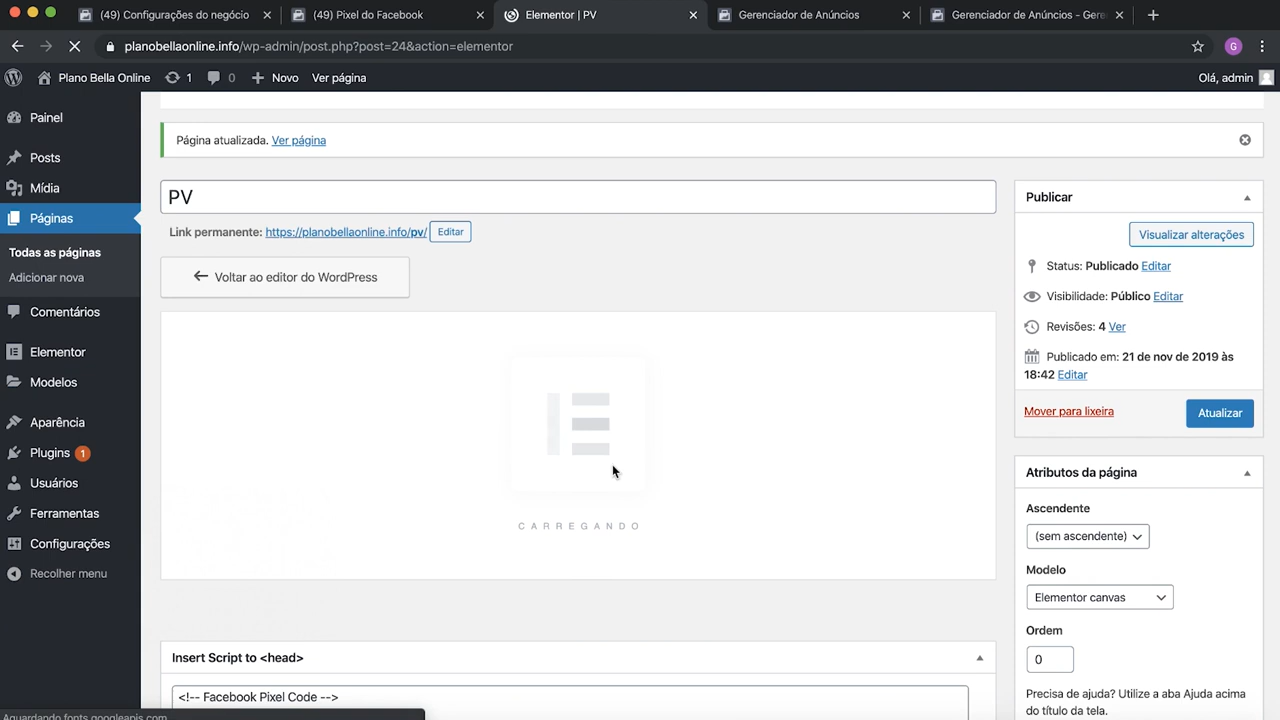 (49) Configurações do negócio
(49) Pixel do Facebook
Elementor | PV
Gerenciador de Anúncios
Gerenciador de Anúncios - Gere
planobellaonline.info/wp-admin/post.php?post=24&action=elementor
G
Plano Bella Online
1
0
Novo
Ver página
Olá, admin
Painel
Posts
Mídia
Páginas
Todas as páginas
Adicionar nova
Comentários
Elementor
Modelos
Aparência
Plugins 1
Usuários
Ferramentas
Configurações
Recolher menu
Página atualizada. Ver página
PV
Link permanente: https://planobellaonline.info/pv/ Editar
Voltar ao editor do WordPress
CARREGANDO
Insert Script to <head>
<!-- Facebook Pixel Code -->
Publicar
Visualizar alterações
Status: Publicado Editar
Visibilidade: Público Editar
Revisões: 4 Ver
Publicado em: 21 de nov de 2019 às
18:42 Editar
Mover para lixeira
Atualizar
Atributos da página
Ascendente
(sem ascendente)
Modelo
Elementor canvas
Ordem
0
Precisa de ajuda? Utilize a aba Ajuda acima
do título da tela.
Aguardando fonts.googleapis.com